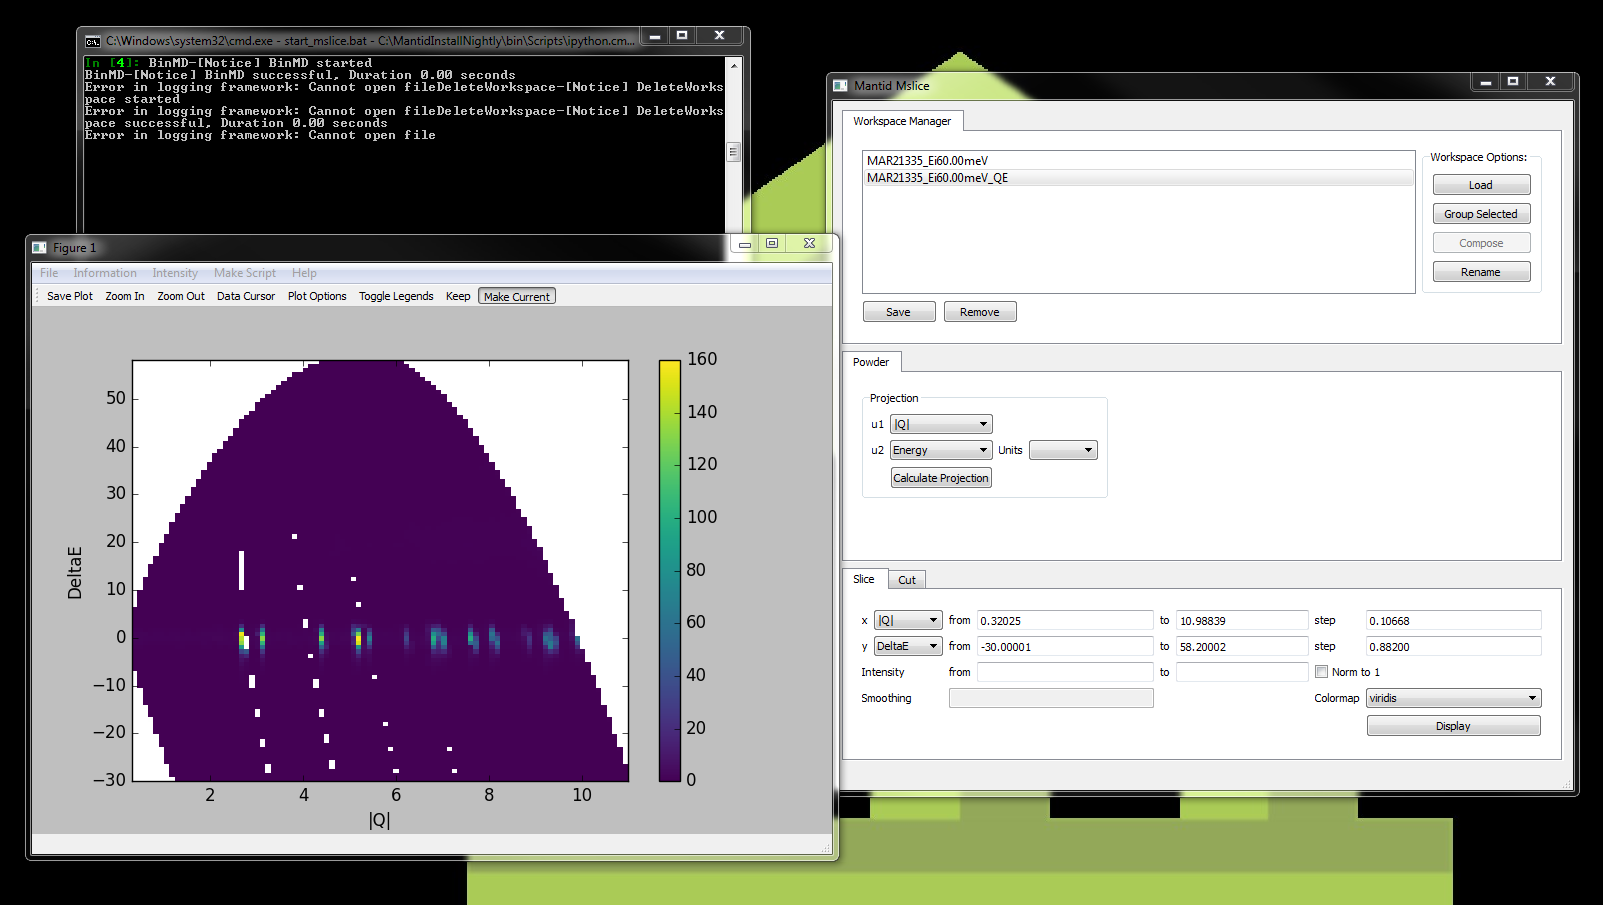 C:\Windows\system32\cmd.exe - start_mslice.bat - C:\MantidInstallNightly\bin\Scripts\ipython.cm...
In [4]: BinMD-[Notice] BinMD started
BinMD-[Notice] BinMD successful, Duration 0.00 seconds
Error in logging framework: Cannot open fileDeleteWorkspace-[Notice] DeleteWorks
pace started
Error in logging framework: Cannot open fileDeleteWorkspace-[Notice] DeleteWorks
pace successful, Duration 0.00 seconds
Error in logging framework: Cannot open file
Figure 1
File Information Intensity Make Script Help
Save Plot Zoom In Zoom Out Data Cursor Plot Options Toggle Legends Keep Make Current
50
40
30
20
10
0
−10
−20
−30
DeltaE
2 4 6 8 10
|Q|
160
140
120
100
80
60
40
20
0
Mantid Mslice
Workspace Manager
MAR21335_Ei60.00meV
MAR21335_Ei60.00meV_QE
Workspace Options:
Load
Group Selected
Compose
Rename
Save Remove
Powder
Projection
u1 |Q|
u2 Energy Units
Calculate Projection
Slice Cut
x |Q| from 0.32025 to 10.98839 step 0.10668
y DeltaE from -30.00001 to 58.20002 step 0.88200
Intensity from to Norm to 1
Smoothing Colormap viridis
Display